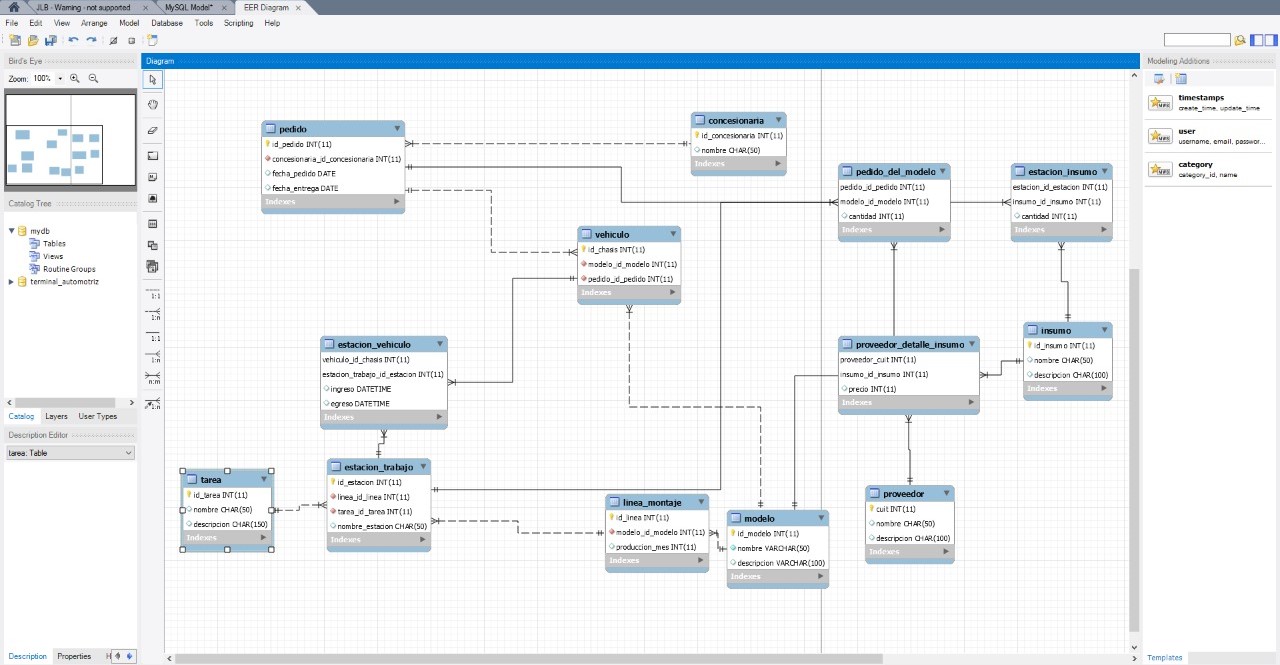 JLB - Warning - not supported
MySQL Model*
EER Diagram
File Edit View Arrange Model Database Tools Scripting Help
Bird's Eye
Zoom: 100%
Catalog Tree
mydb
Tables
Views
Routine Groups
terminal_automotriz
Catalog Layers User Types
Description Editor
tarea: Table
Description Properties H
Diagram
1:1
1:n
1:1
1:n
n:m
1:n
pedido
id_pedido INT(11)
concesionaria_id_concesionaria INT(11)
fecha_pedido DATE
fecha_entrega DATE
Indexes
concesionaria
id_concesionaria INT(11)
nombre CHAR(50)
Indexes
pedido_del_modelo
pedido_id_pedido INT(11)
modelo_id_modelo INT(11)
cantidad INT(11)
Indexes
estacion_insumo
estacion_id_estacion INT(11)
insumo_id_insumo INT(11)
cantidad INT(11)
Indexes
vehiculo
id_chasis INT(11)
modelo_id_modelo INT(11)
pedido_id_pedido INT(11)
Indexes
estacion_vehiculo
vehiculo_id_chasis INT(11)
estacion_trabajo_id_estacion INT(11)
ingreso DATETIME
egreso DATETIME
Indexes
proveedor_detalle_insumo
proveedor_cuit INT(11)
insumo_id_insumo INT(11)
precio INT(11)
Indexes
insumo
id_insumo INT(11)
nombre CHAR(50)
descripcion CHAR(100)
Indexes
tarea
id_tarea INT(11)
nombre CHAR(50)
descripcion CHAR(150)
Indexes
estacion_trabajo
id_estacion INT(11)
linea_id_linea INT(11)
tarea_id_tarea INT(11)
nombre_estacion CHAR(50)
Indexes
linea_montaje
id_linea INT(11)
modelo_id_modelo INT(11)
produccion_mes INT(11)
Indexes
modelo
id_modelo INT(11)
nombre VARCHAR(50)
descripcion VARCHAR(100)
Indexes
proveedor
cuit INT(11)
nombre CHAR(50)
descripcion CHAR(100)
Indexes
Modeling Additions
timestamps
create_time, update_time
user
username, email, passwor...
category
category_id, name
Templates